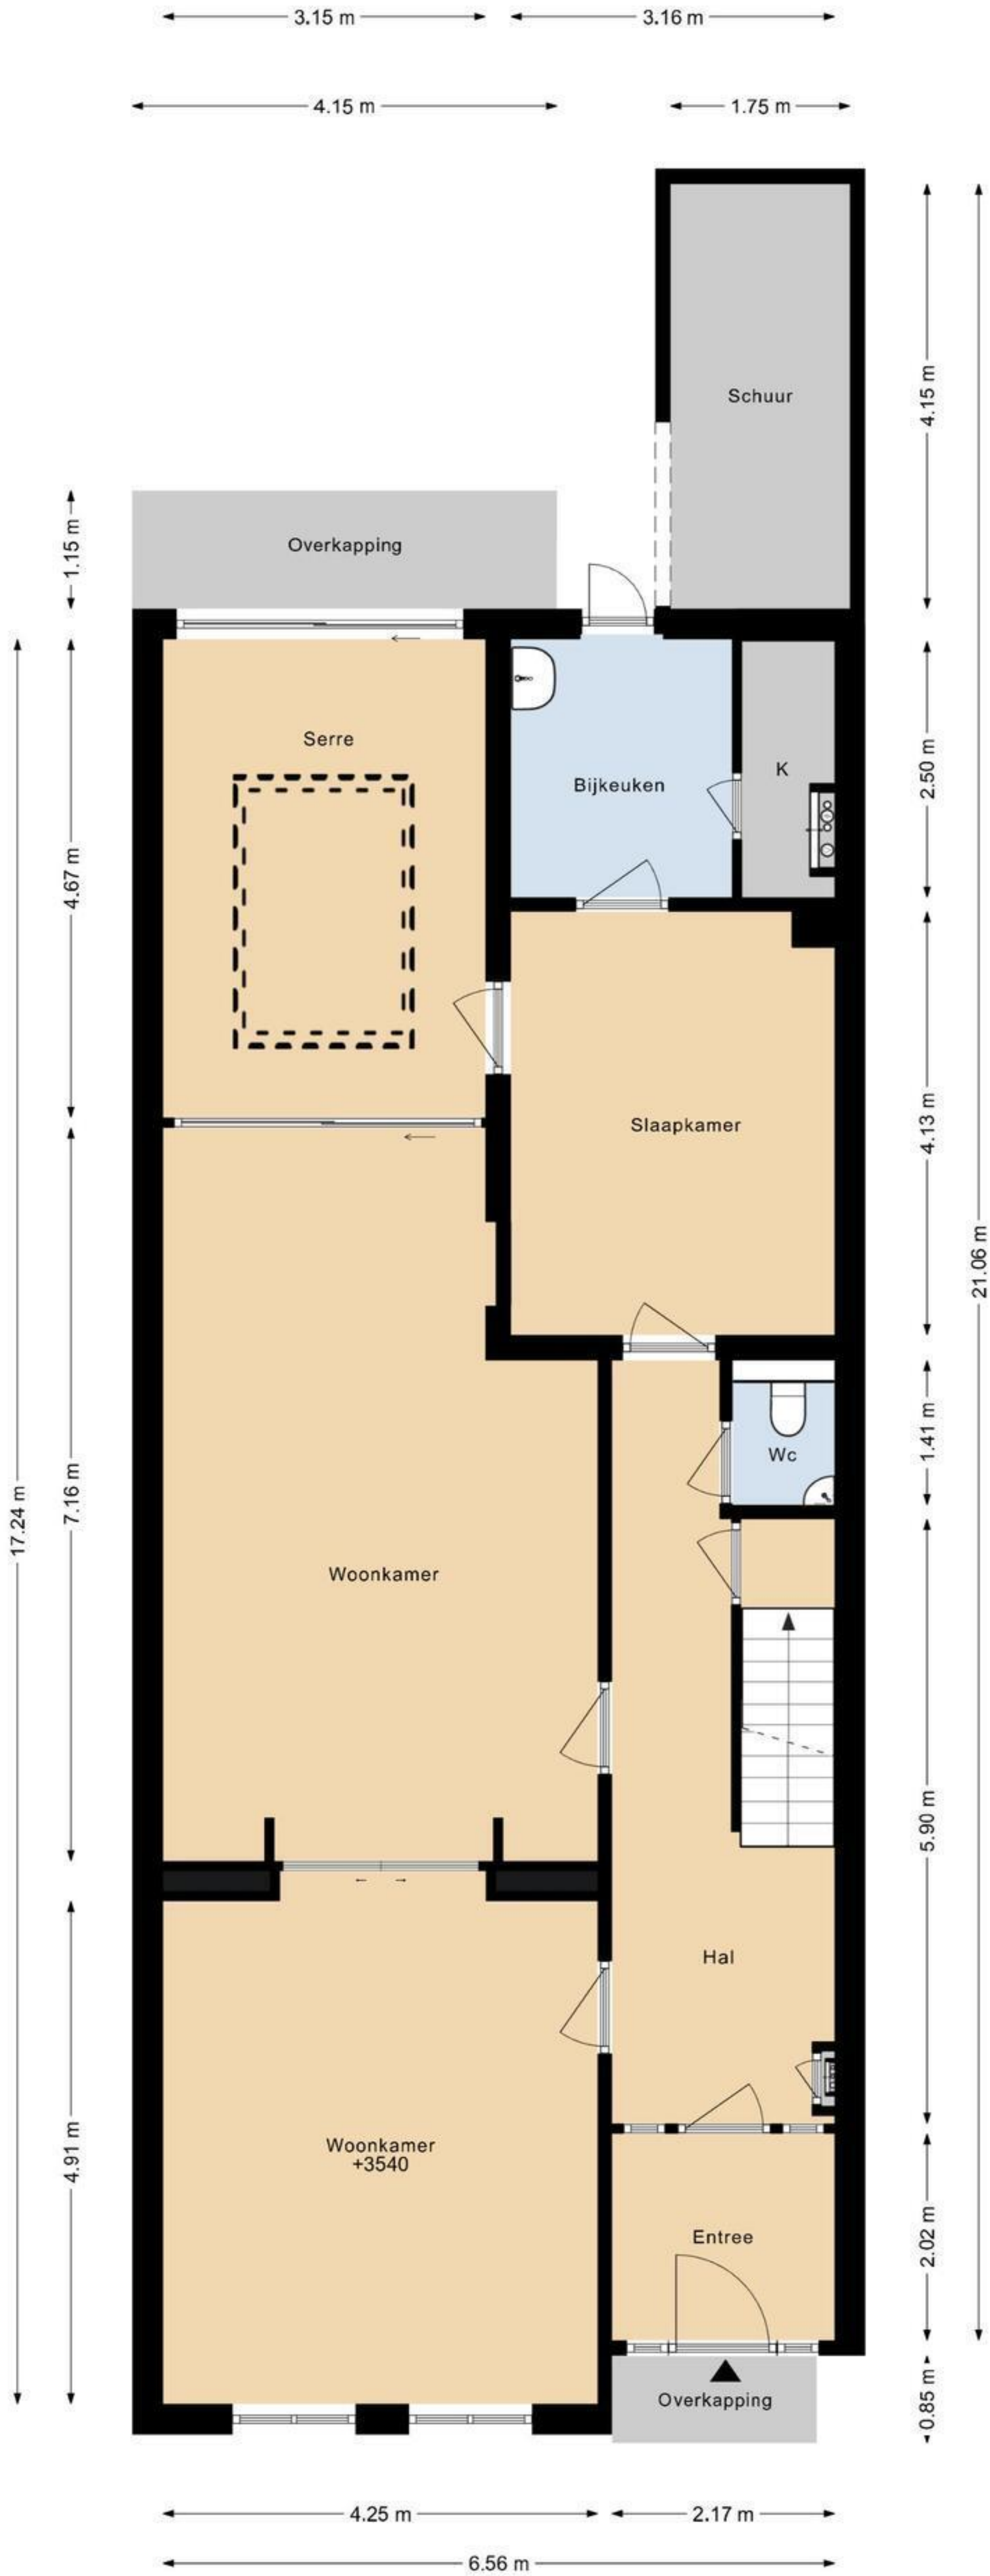 3.15 m
3.16 m
4.15 m
1.75 m
Schuur
4.15 m
1.15 m
Overkapping
Serre
Bijkeuken
K
2.50 m
4.67 m
Slaapkamer
4.13 m
21.06 m
17.24 m
7.16 m
Wc
1.41 m
Woonkamer
5.90 m
Hal
4.91 m
Woonkamer
+3540
Entree
2.02 m
Overkapping
0.85 m
4.25 m
2.17 m
6.56 m